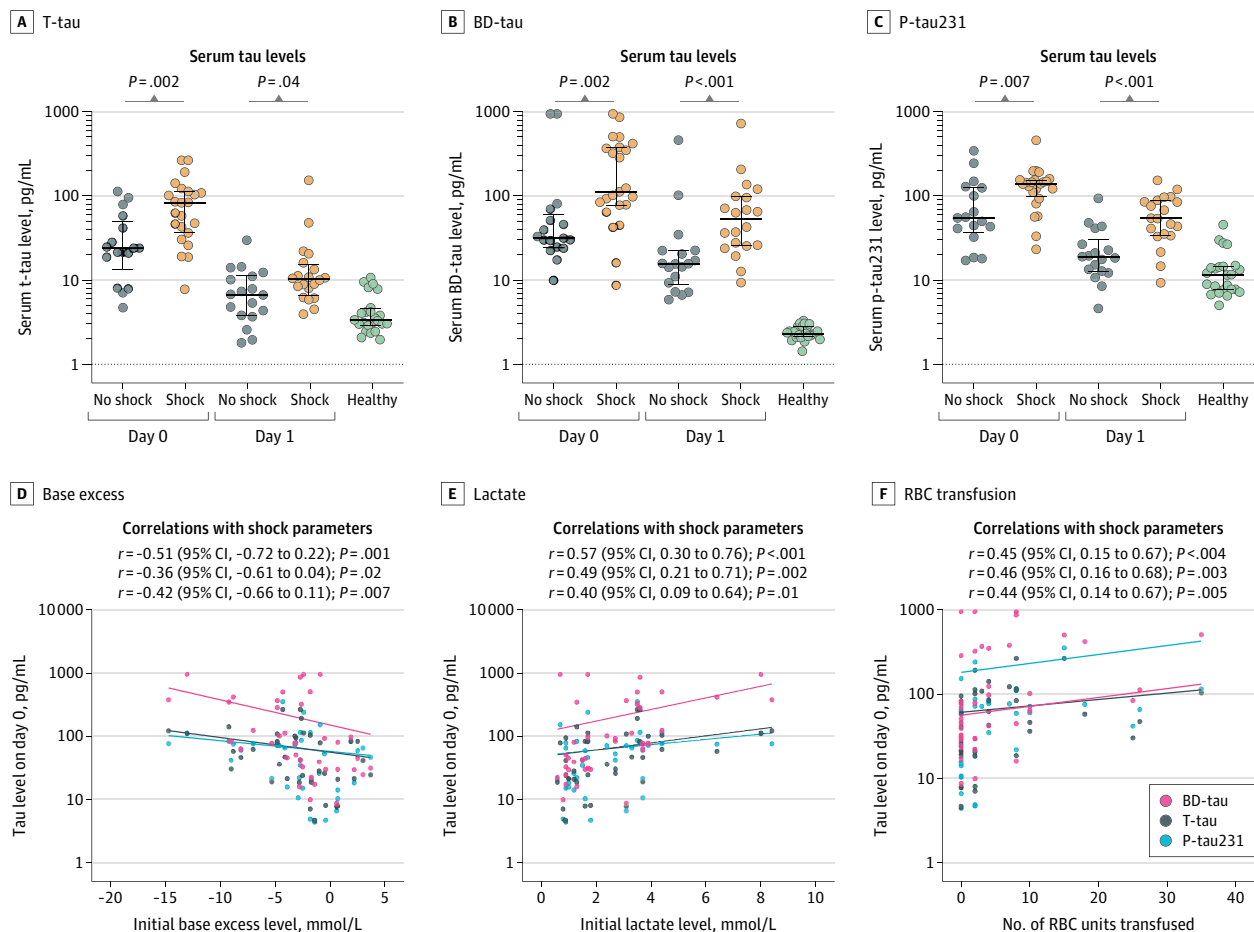 A T-tau
Serum tau levels
P = .002
P = .04
Serum t-tau level, pg/mL
1000
100
10
1
No shock
Shock
No shock
Shock
Healthy
Day 0
Day 1
B BD-tau
Serum tau levels
P = .002
P < .001
Serum BD-tau level, pg/mL
1000
100
10
1
No shock
Shock
No shock
Shock
Healthy
Day 0
Day 1
C P-tau231
Serum tau levels
P = .007
P < .001
Serum p-tau231 level, pg/mL
1000
100
10
1
No shock
Shock
No shock
Shock
Healthy
Day 0
Day 1
D Base excess
Correlations with shock parameters
r = -0.51 (95% CI, -0.72 to 0.22); P = .001
r = -0.36 (95% CI, -0.61 to 0.04); P = .02
r = -0.42 (95% CI, -0.66 to 0.11); P = .007
Tau level on day 0, pg/mL
10 000
1000
100
10
1
-20
-15
-10
-5
0
5
Initial base excess level, mmol/L
E Lactate
Correlations with shock parameters
r = 0.57 (95% CI, 0.30 to 0.76); P < .001
r = 0.49 (95% CI, 0.21 to 0.71); P = .002
r = 0.40 (95% CI, 0.09 to 0.64); P = .01
Tau level on day 0, pg/mL
10 000
1000
100
10
1
0
2
4
6
8
10
Initial lactate level, mmol/L
F RBC transfusion
Correlations with shock parameters
r = 0.45 (95% CI, 0.15 to 0.67); P < .004
r = 0.46 (95% CI, 0.16 to 0.68); P = .003
r = 0.44 (95% CI, 0.14 to 0.67); P = .005
Tau level on day 0, pg/mL
1000
100
10
1
BD-tau
T-tau
P-tau231
0
10
20
30
40
No. of RBC units transfused